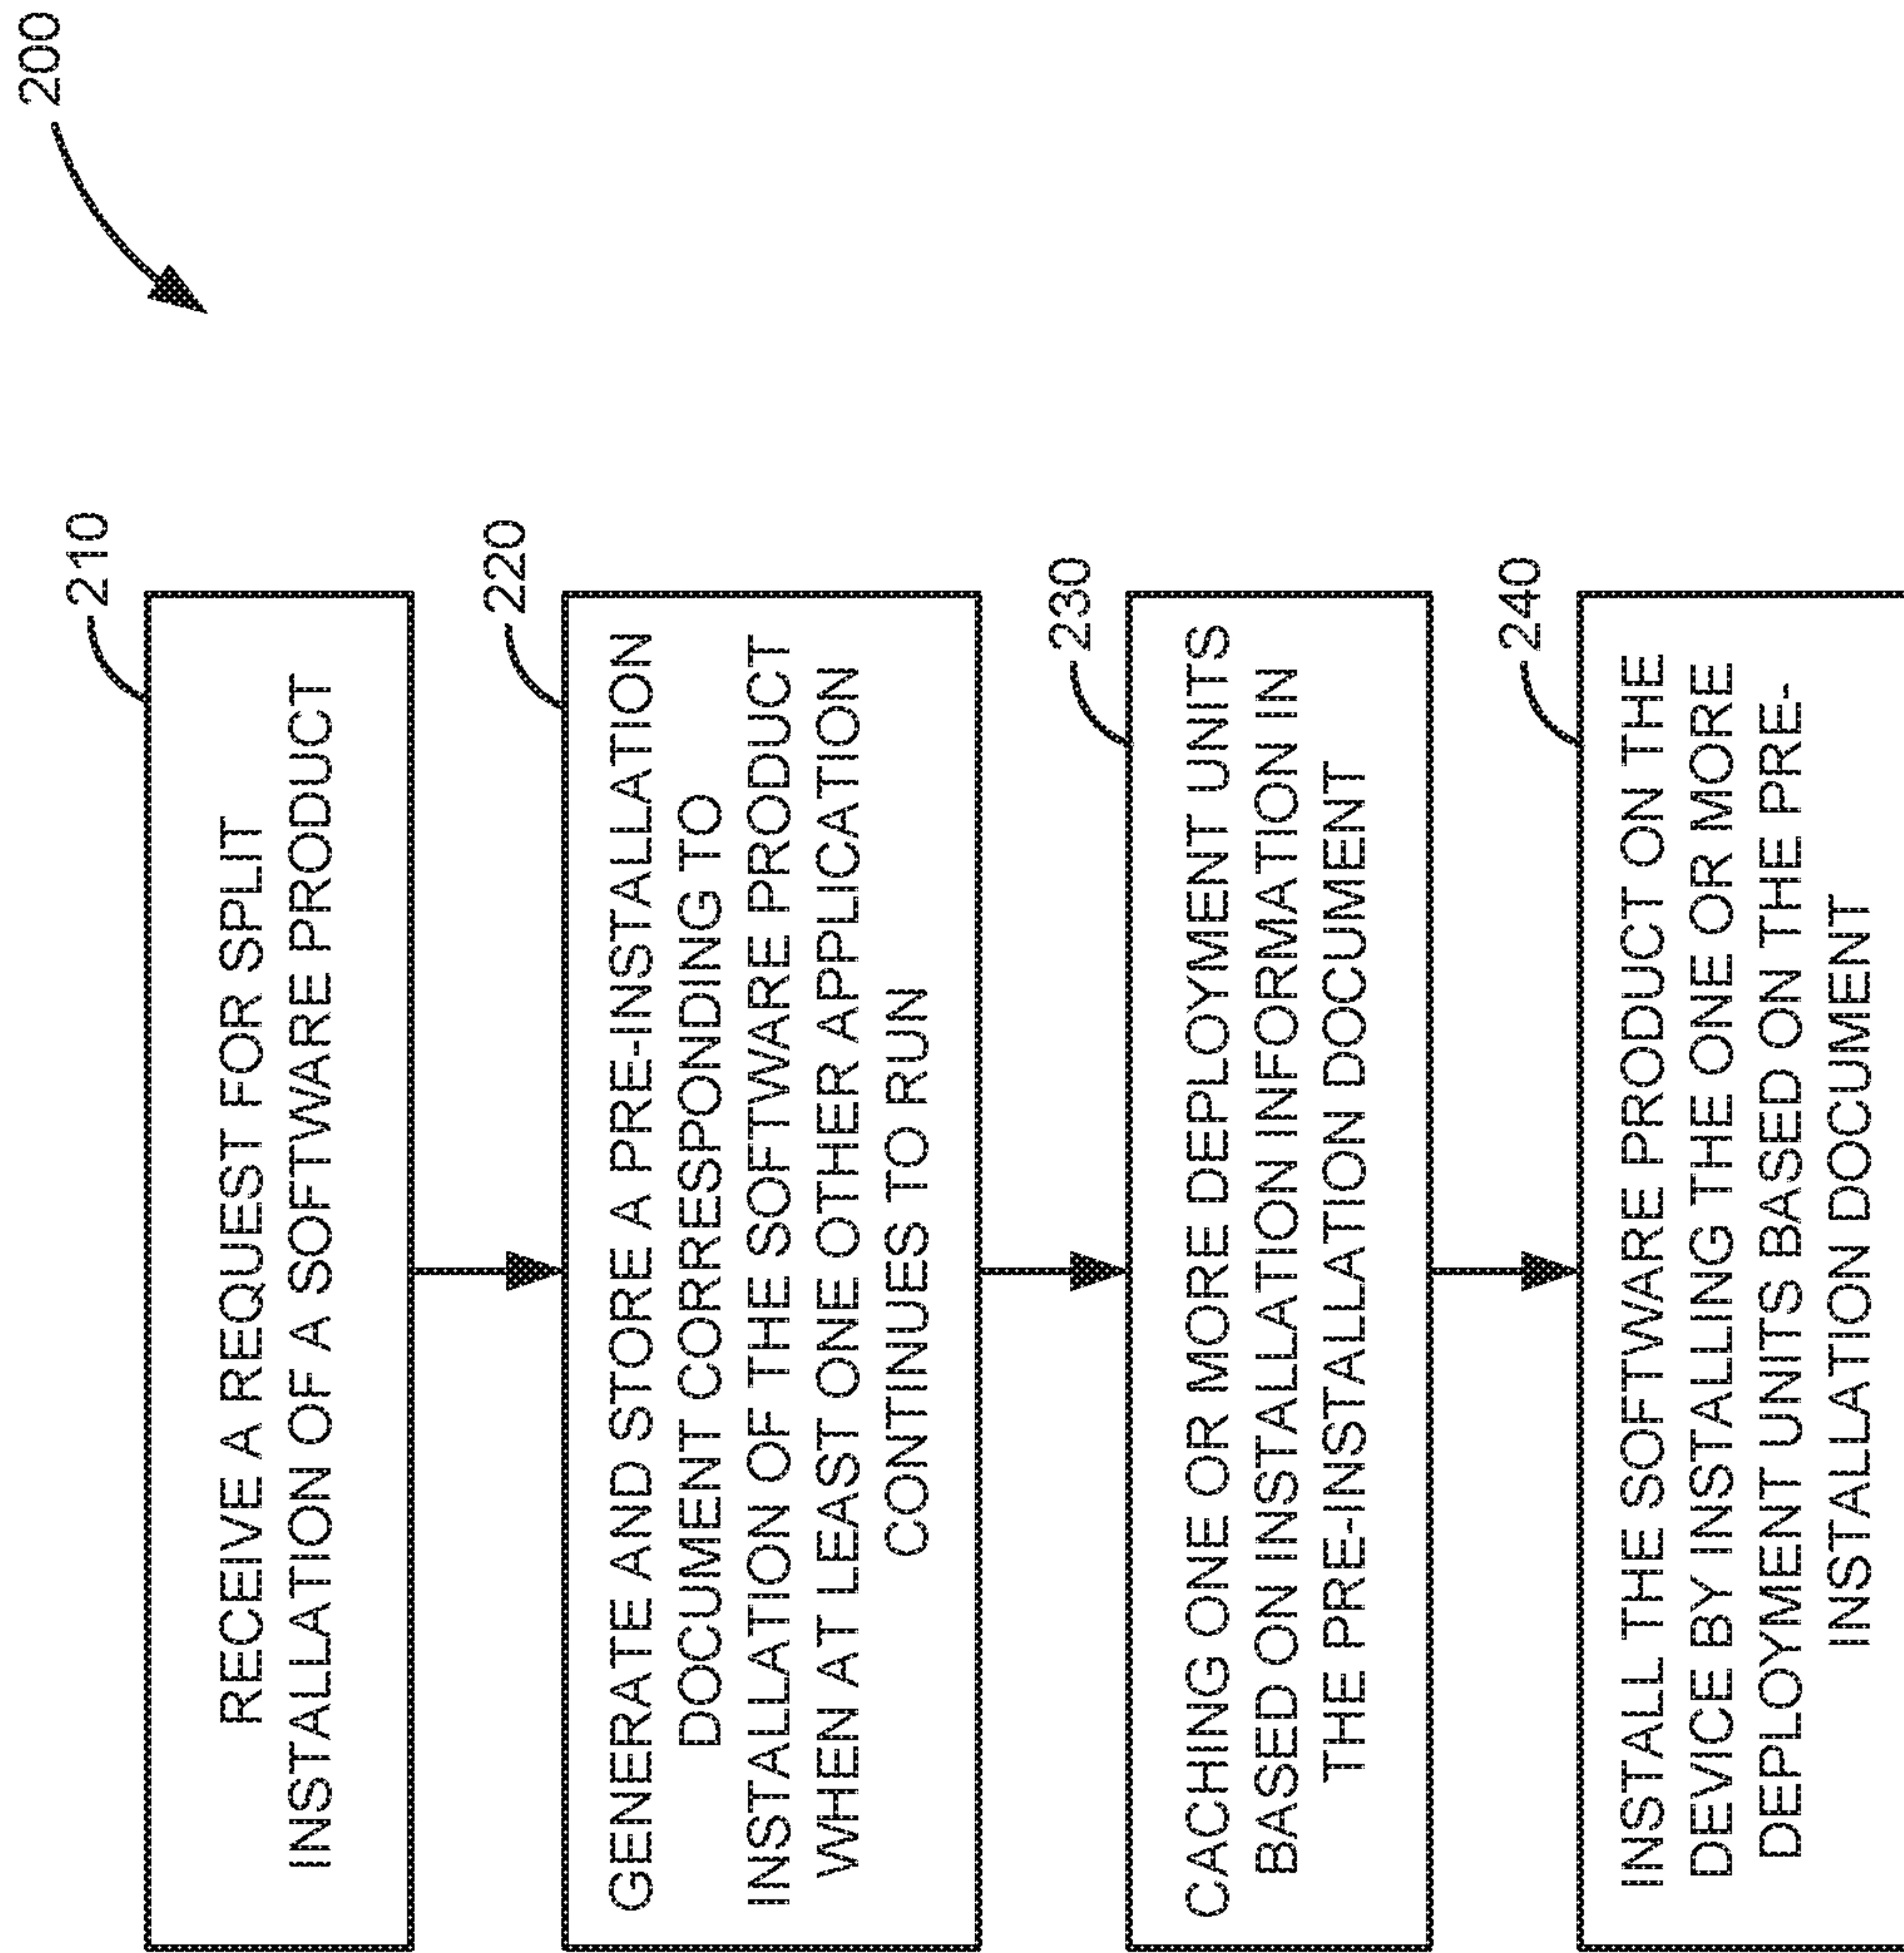 200
210
RECEIVE A REQUEST FOR SPLIT
INSTALLATION OF A SOFTWARE PRODUCT
220
GENERATE AND STORE A PRE-INSTALLATION
DOCUMENT CORRESPONDING TO
INSTALLATION OF THE SOFTWARE PRODUCT
WHEN AT LEAST ONE OTHER APPLICATION
CONTINUES TO RUN
230
CACHING ONE OR MORE DEPLOYMENT UNITS
BASED ON INSTALLATION INFORMATION IN
THE PRE-INSTALLATION DOCUMENT
240
INSTALL THE SOFTWARE PRODUCT ON THE
DEVICE BY INSTALLING THE ONE OR MORE
DEPLOYMENT UNITS BASED ON THE PRE-
INSTALLATION DOCUMENT